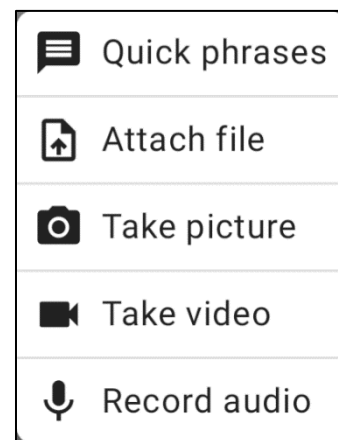 Quick phrases
Attach file
Take picture
Take video
Record audio